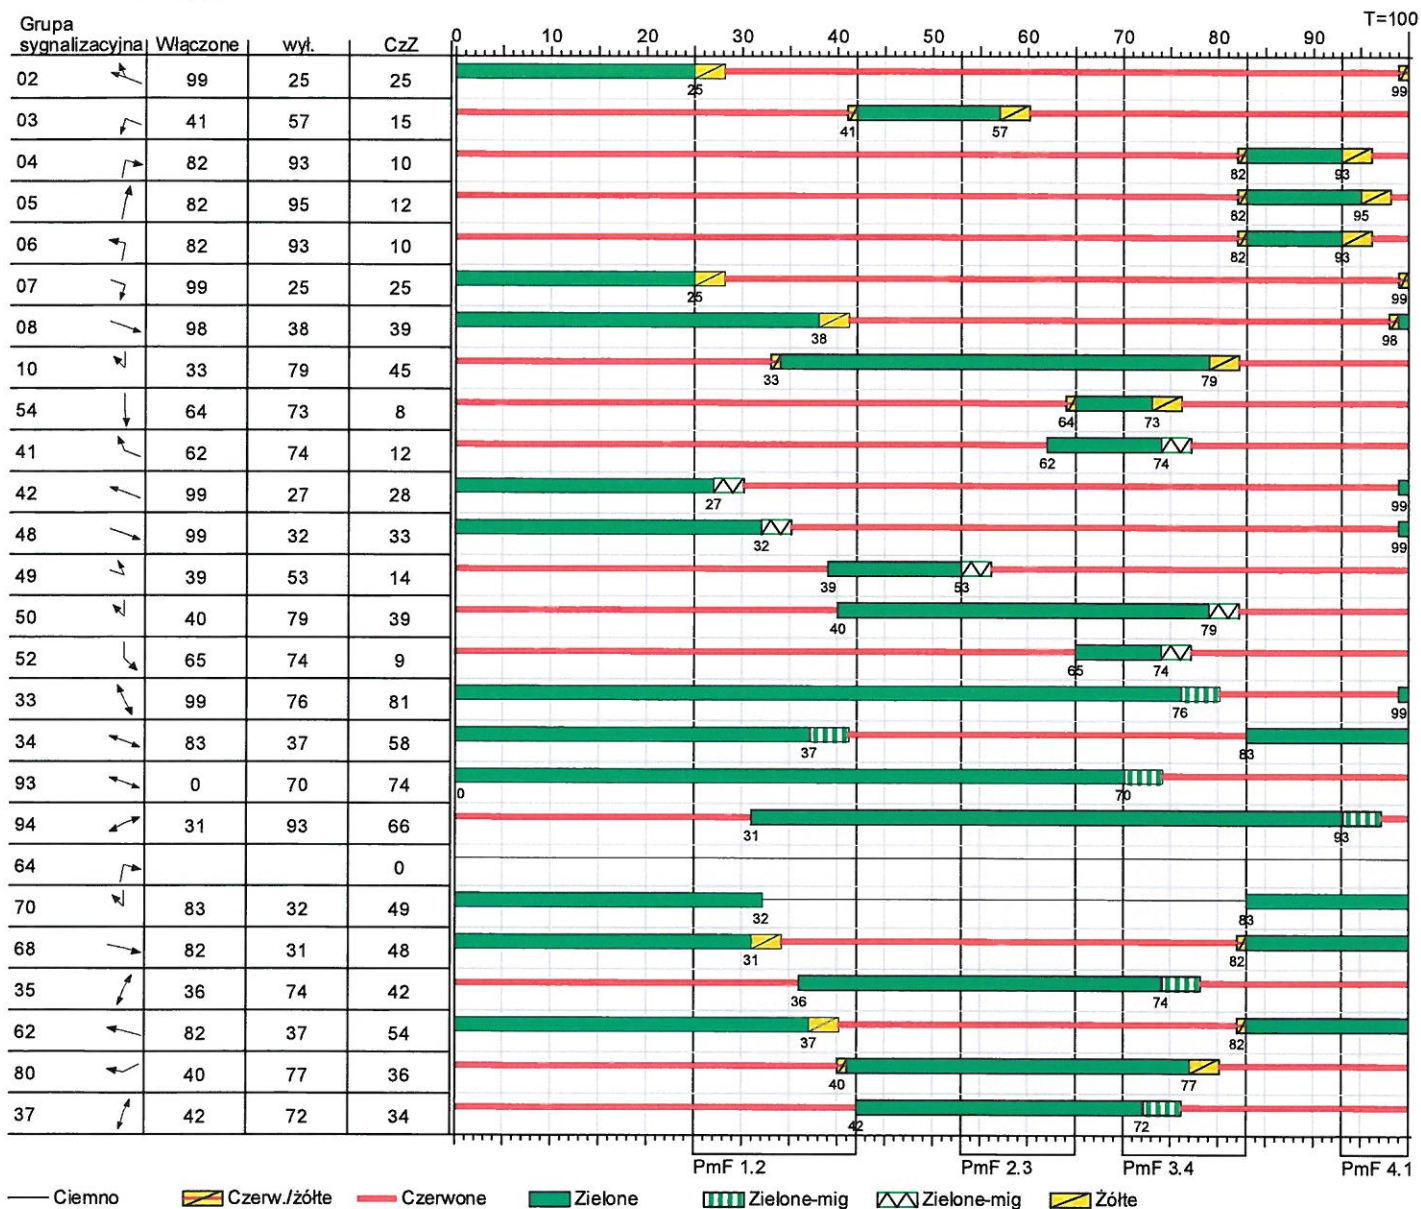 T=100
Grupa
sygnalizacyjna Włączone wył. CzZ 0 10 20 30 40 50 60 70 80 90
02 99 25 25 25 99
03 41 57 15 41 57
04 82 93 10 82 93
05 82 95 12 82 95
06 82 93 10 82 93
07 99 25 25 25 99
08 98 38 39 38 98
10 33 79 45 33 79
54 64 73 8 64 73
41 62 74 12 62 74
42 99 27 28 27 99
48 99 32 33 32 99
49 39 53 14 39 53
50 40 79 39 40 79
52 65 74 9 65 74
33 99 76 81 76 99
34 83 37 58 37 83
93 0 70 74 0 70
94 31 93 66 31 93
64 0
70 83 32 49 32 83
68 82 31 48 31 82
35 36 74 42 36 74
62 82 37 54 37 82
80 40 77 36 40 77
37 42 72 34 42 72
PmF 1.2 PmF 2.3 PmF 3.4 PmF 4.1
Ciemno Czerw./żółte Czerwone Zielone Zielone-mig Zielone-mig Żółte